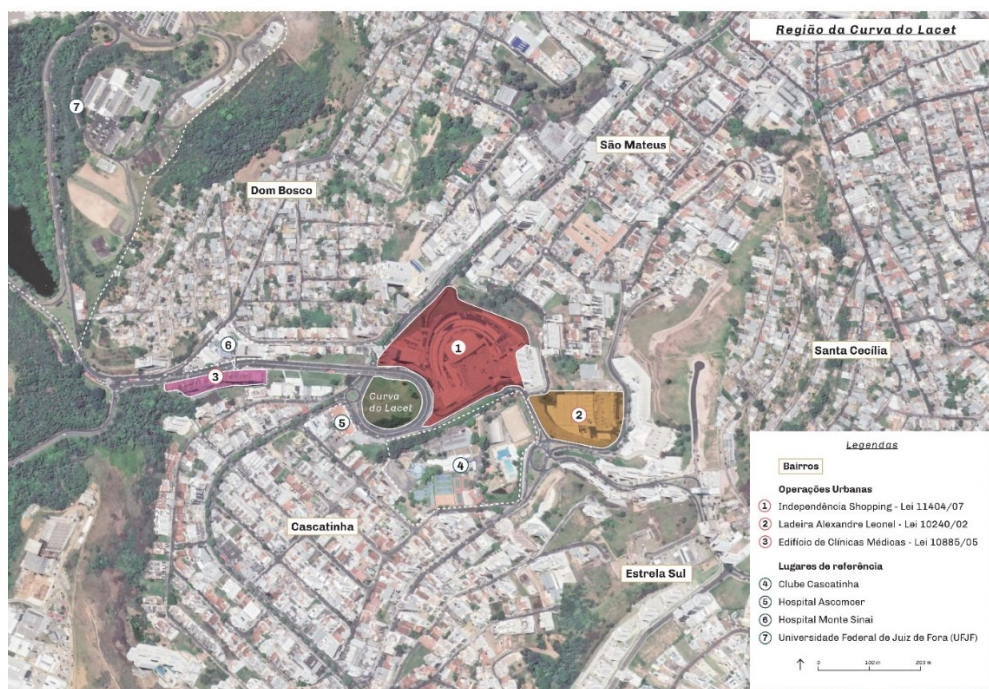 Região da Curva do Lacet
7
São Mateus
Dom Bosco
6
1
Santa Cecília
3
Curva
do Lacet
2
5
4
Cascatinha
Estrela Sul
Legendas
Bairros
Operações Urbanas
1 Independência Shopping - Lei 11404/07
2 Ladeira Alexandre Leonel - Lei 10240/02
3 Edifício de Clínicas Médicas - Lei 10885/05
Lugares de referência
4 Clube Cascatinha
5 Hospital Ascomcer
6 Hospital Monte Sinai
7 Universidade Federal de Juiz de Fora (UFJF)
0 100 m 200 m